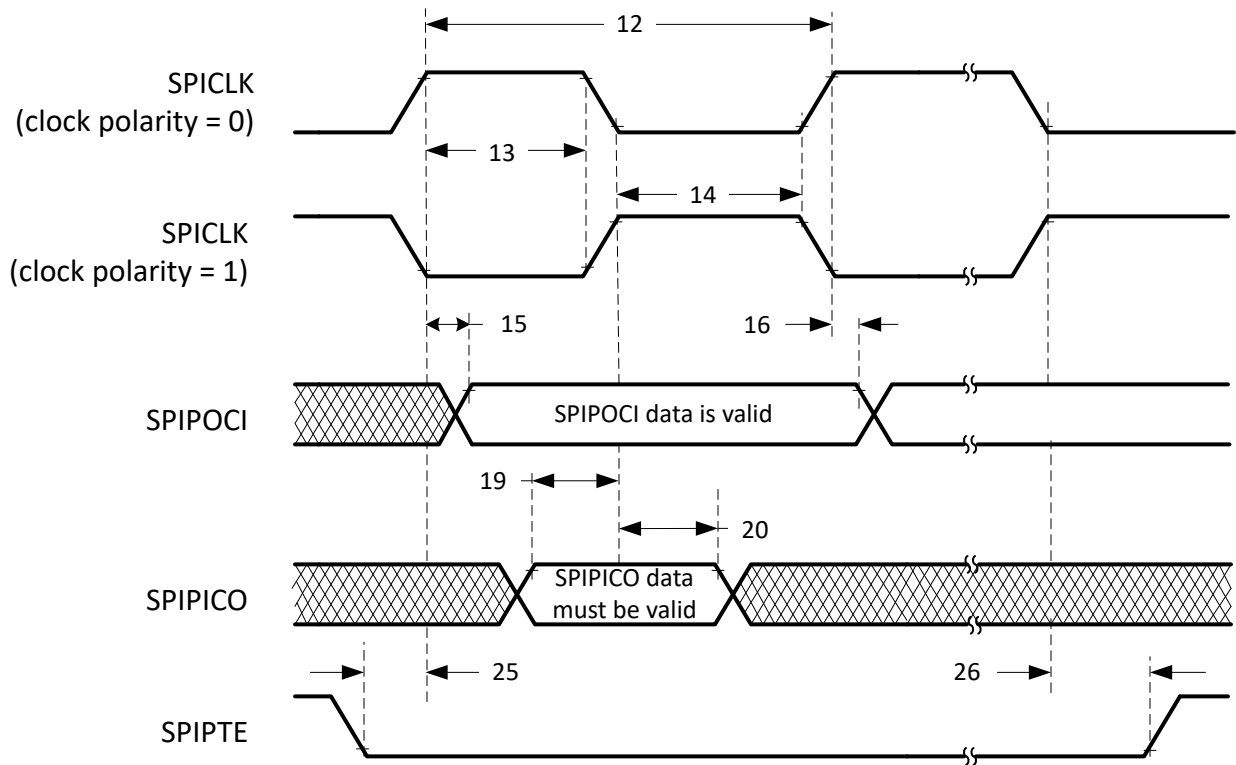 12
SPICLK
(clock polarity = 0)
13
14
SPICLK
(clock polarity = 1)
15
16
SPIPOCI
SPIPOCI data is valid
19
20
SPIPICO
SPIPICO data
must be valid
25
26
SPIPTE